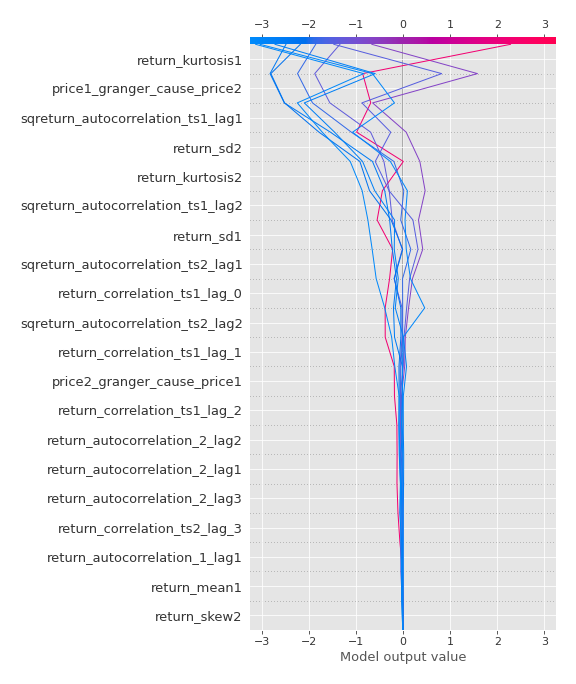 −3 −2 −1 0 1 2 3
return_kurtosis1
price1_granger_cause_price2
sqreturn_autocorrelation_ts1_lag1
return_sd2
return_kurtosis2
sqreturn_autocorrelation_ts1_lag2
return_sd1
sqreturn_autocorrelation_ts2_lag1
return_correlation_ts1_lag_0
sqreturn_autocorrelation_ts2_lag2
return_correlation_ts1_lag_1
price2_granger_cause_price1
return_correlation_ts1_lag_2
return_autocorrelation_2_lag2
return_autocorrelation_2_lag1
return_autocorrelation_2_lag3
return_correlation_ts2_lag_3
return_autocorrelation_1_lag1
return_mean1
return_skew2
−3 −2 −1 0 1 2 3
Model output value